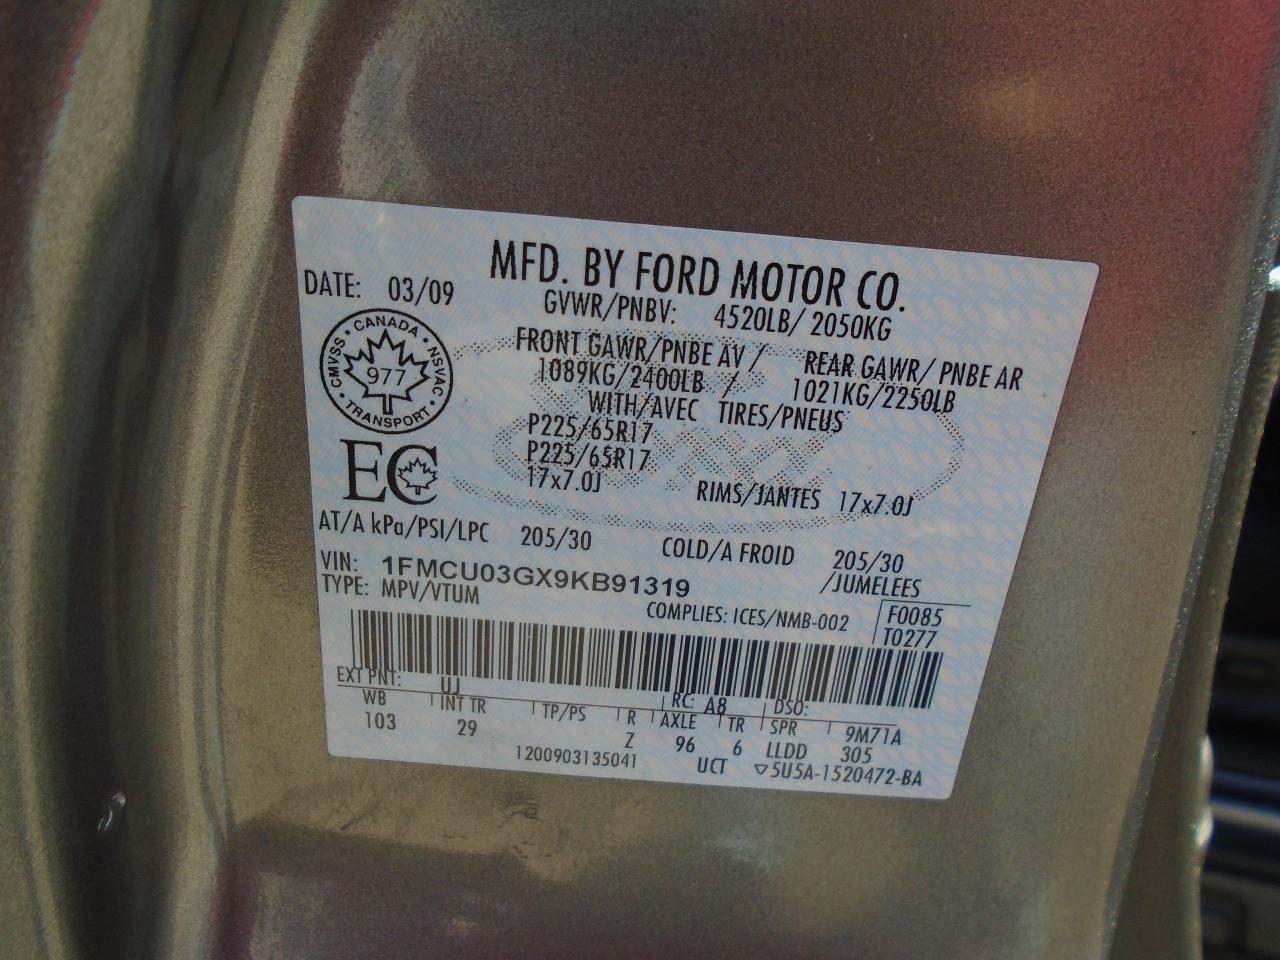 MFD. BY FORD MOTOR CO.
DATE: 03/09
GVWR/PNBV: 4520LB/ 2050KG
FRONT GAWR/PNBE AV / REAR GAWR/ PNBE AR
1089KG/2400LB / 1021KG/2250LB
WITH/AVEC TIRES/PNEUS
P225/65R17
P225/65R17
17x7.0J RIMS/JANTES 17x7.0J
CANADA
CMVSS • NSVAC
977
TRANSPORT
EC
AT/A kPa/PSI/LPC 205/30 COLD/A FROID 205/30
VIN: 1FMCU03GX9KB91319 /JUMELEES
TYPE: MPV/VTUM
COMPLIES: ICES/NMB-002 F0085
T0277
EXT PNT: UJ RC: A8 DSO:
WB INT TR TP/PS R AXLE TR SPR 9M71A
103 29 Z 96 6 LLDD 305
1200903135041 UCT ▽5U5A-1520472-BA